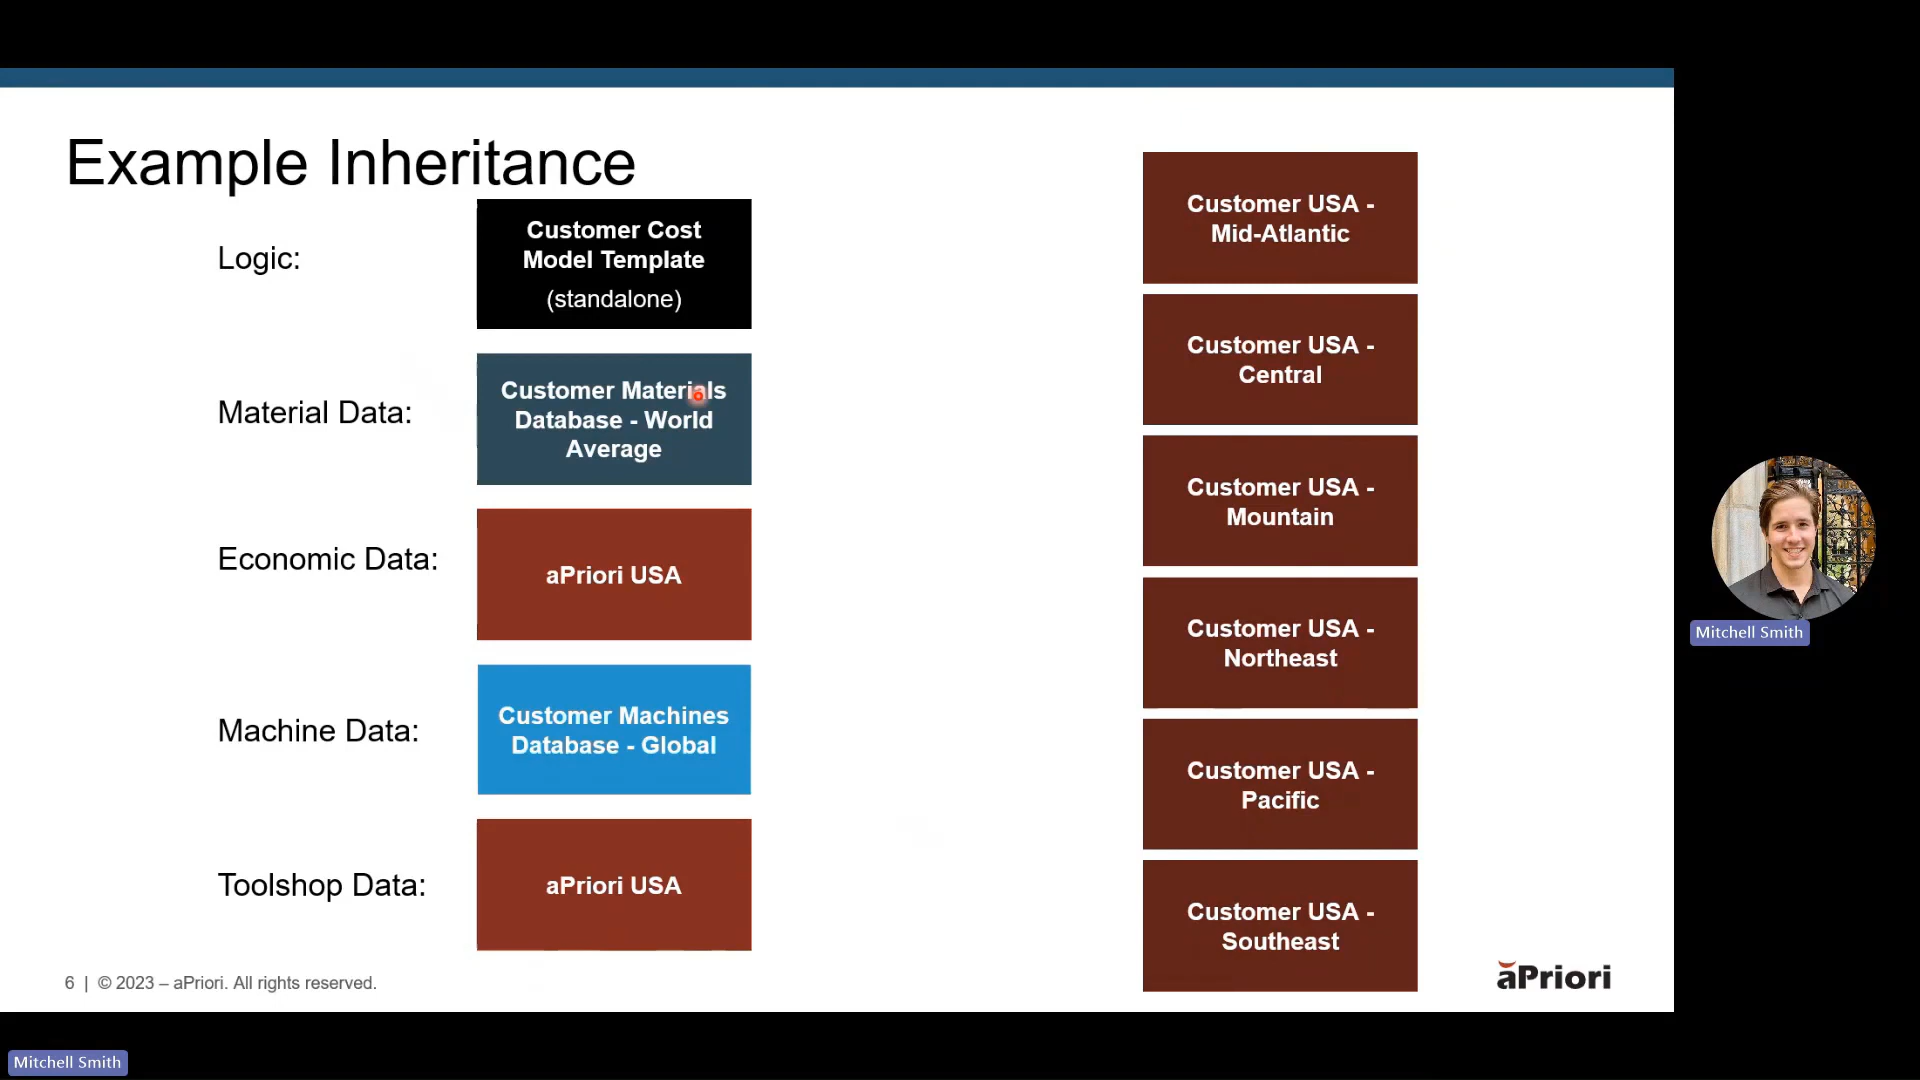 Example Inheritance
Logic:
Customer Cost
Model Template
(standalone)
Material Data:
Customer Materials
Database - World
Average
Economic Data:
aPriori USA
Machine Data:
Customer Machines
Database - Global
Toolshop Data:
aPriori USA
Customer USA -
Mid-Atlantic
Customer USA -
Central
Customer USA -
Mountain
Customer USA -
Northeast
Customer USA -
Pacific
Customer USA -
Southeast
6 | © 2023 – aPriori. All rights reserved.
aPriori
Mitchell Smith
Mitchell Smith